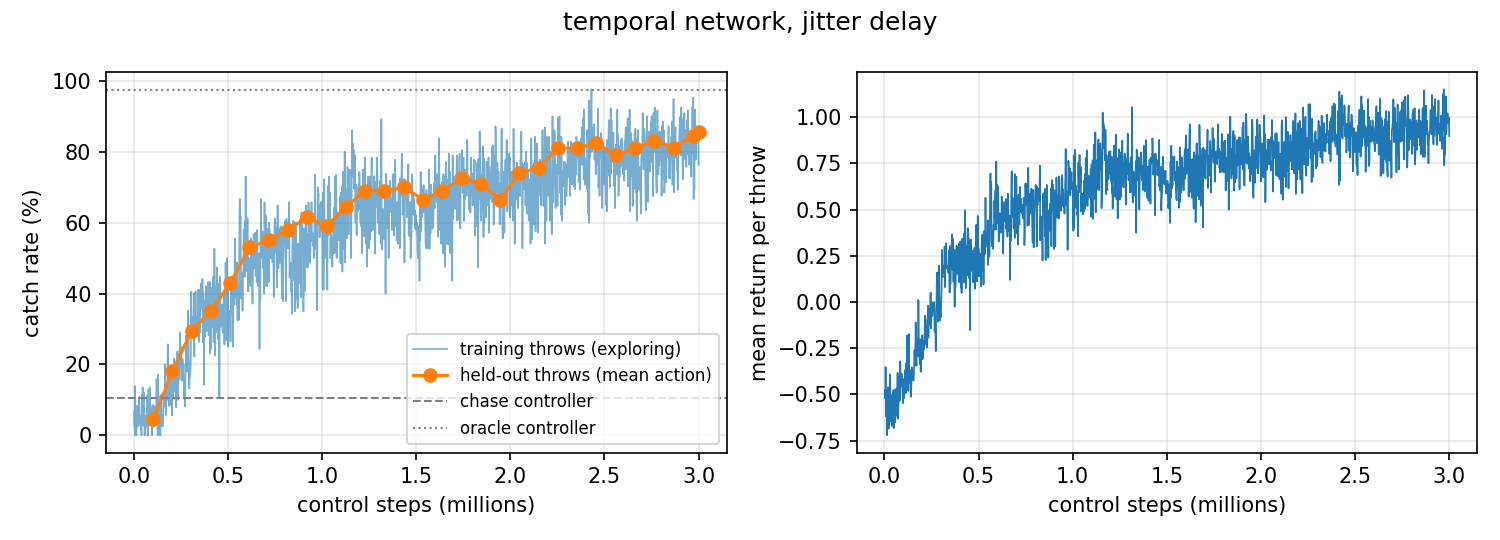 temporal network, jitter delay
100
80
60
40
20
0
catch rate (%)
0.0 0.5 1.0 1.5 2.0 2.5 3.0
control steps (millions)
training throws (exploring)
held-out throws (mean action)
chase controller
oracle controller
1.00
0.75
0.50
0.25
0.00
−0.25
−0.50
−0.75
mean return per throw
0.0 0.5 1.0 1.5 2.0 2.5 3.0
control steps (millions)